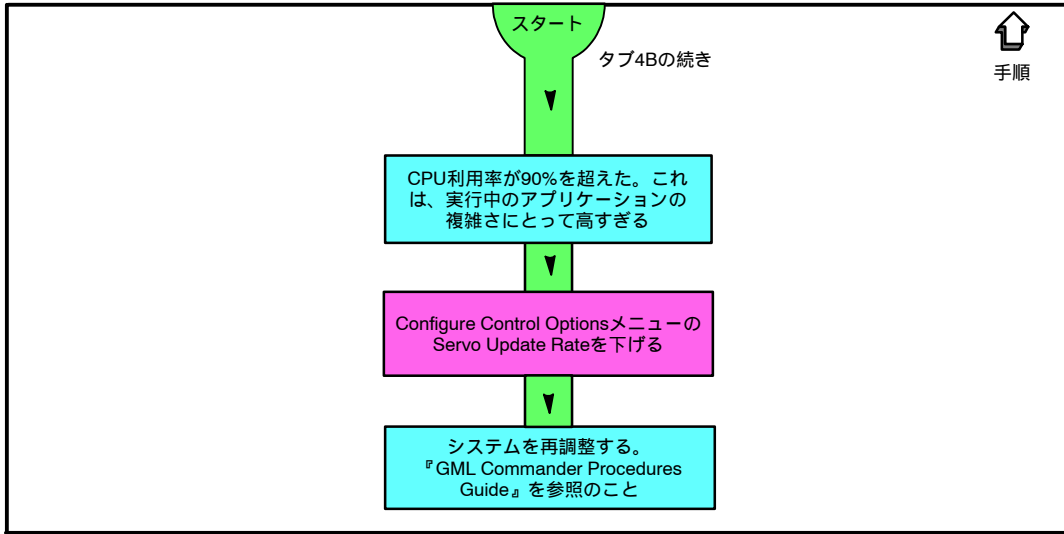 スタート
タブ4Bの続き
手順
CPU利用率が90%を超えた。これ
は、実行中のアプリケーションの
複雑さにとって高すぎる
Configure Control Optionsメニューの
Servo Update Rateを下げる
システムを再調整する。
『GML Commander Procedures
Guide』を参照のこと